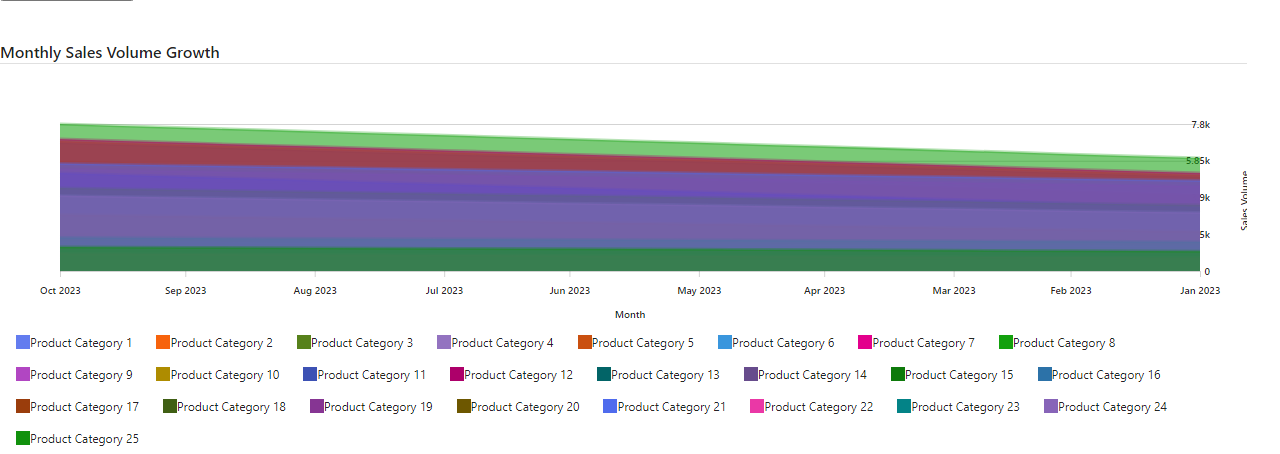 Monthly Sales Volume Growth
7.8k
5.85k
9k
5k
0
Sales Volume
Oct 2023 Sep 2023 Aug 2023 Jul 2023 Jun 2023 May 2023 Apr 2023 Mar 2023 Feb 2023 Jan 2023
Month
Product Category 1 Product Category 2 Product Category 3 Product Category 4 Product Category 5 Product Category 6 Product Category 7 Product Category 8
Product Category 9 Product Category 10 Product Category 11 Product Category 12 Product Category 13 Product Category 14 Product Category 15 Product Category 16
Product Category 17 Product Category 18 Product Category 19 Product Category 20 Product Category 21 Product Category 22 Product Category 23 Product Category 24
Product Category 25